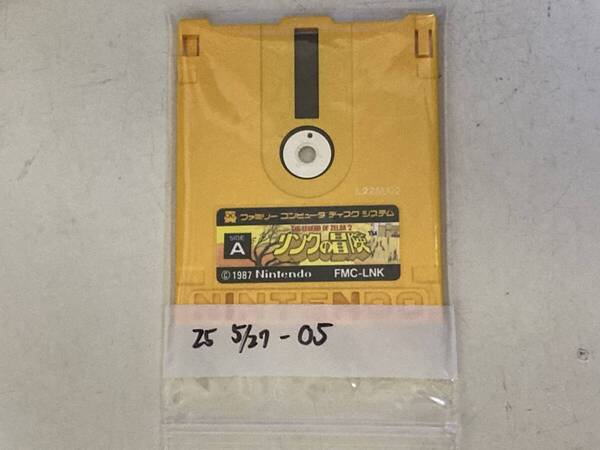 ファミリー コンピュータ ディスク システム
THE LEGEND OF ZELDA 2
SIDE
A
リンクの冒険
TM
©1987 Nintendo FMC-LNK
NINTENDO
25 5/27 - 05